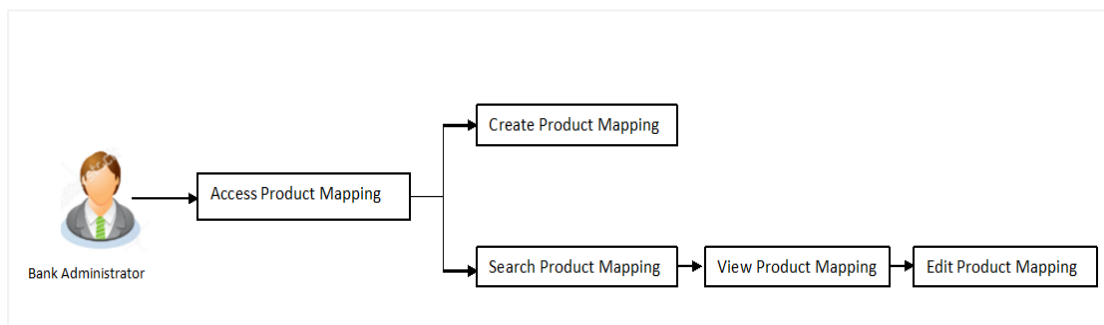 Create Product Mapping
Access Product Mapping
Bank Administrator
Search Product Mapping
View Product Mapping
Edit Product Mapping